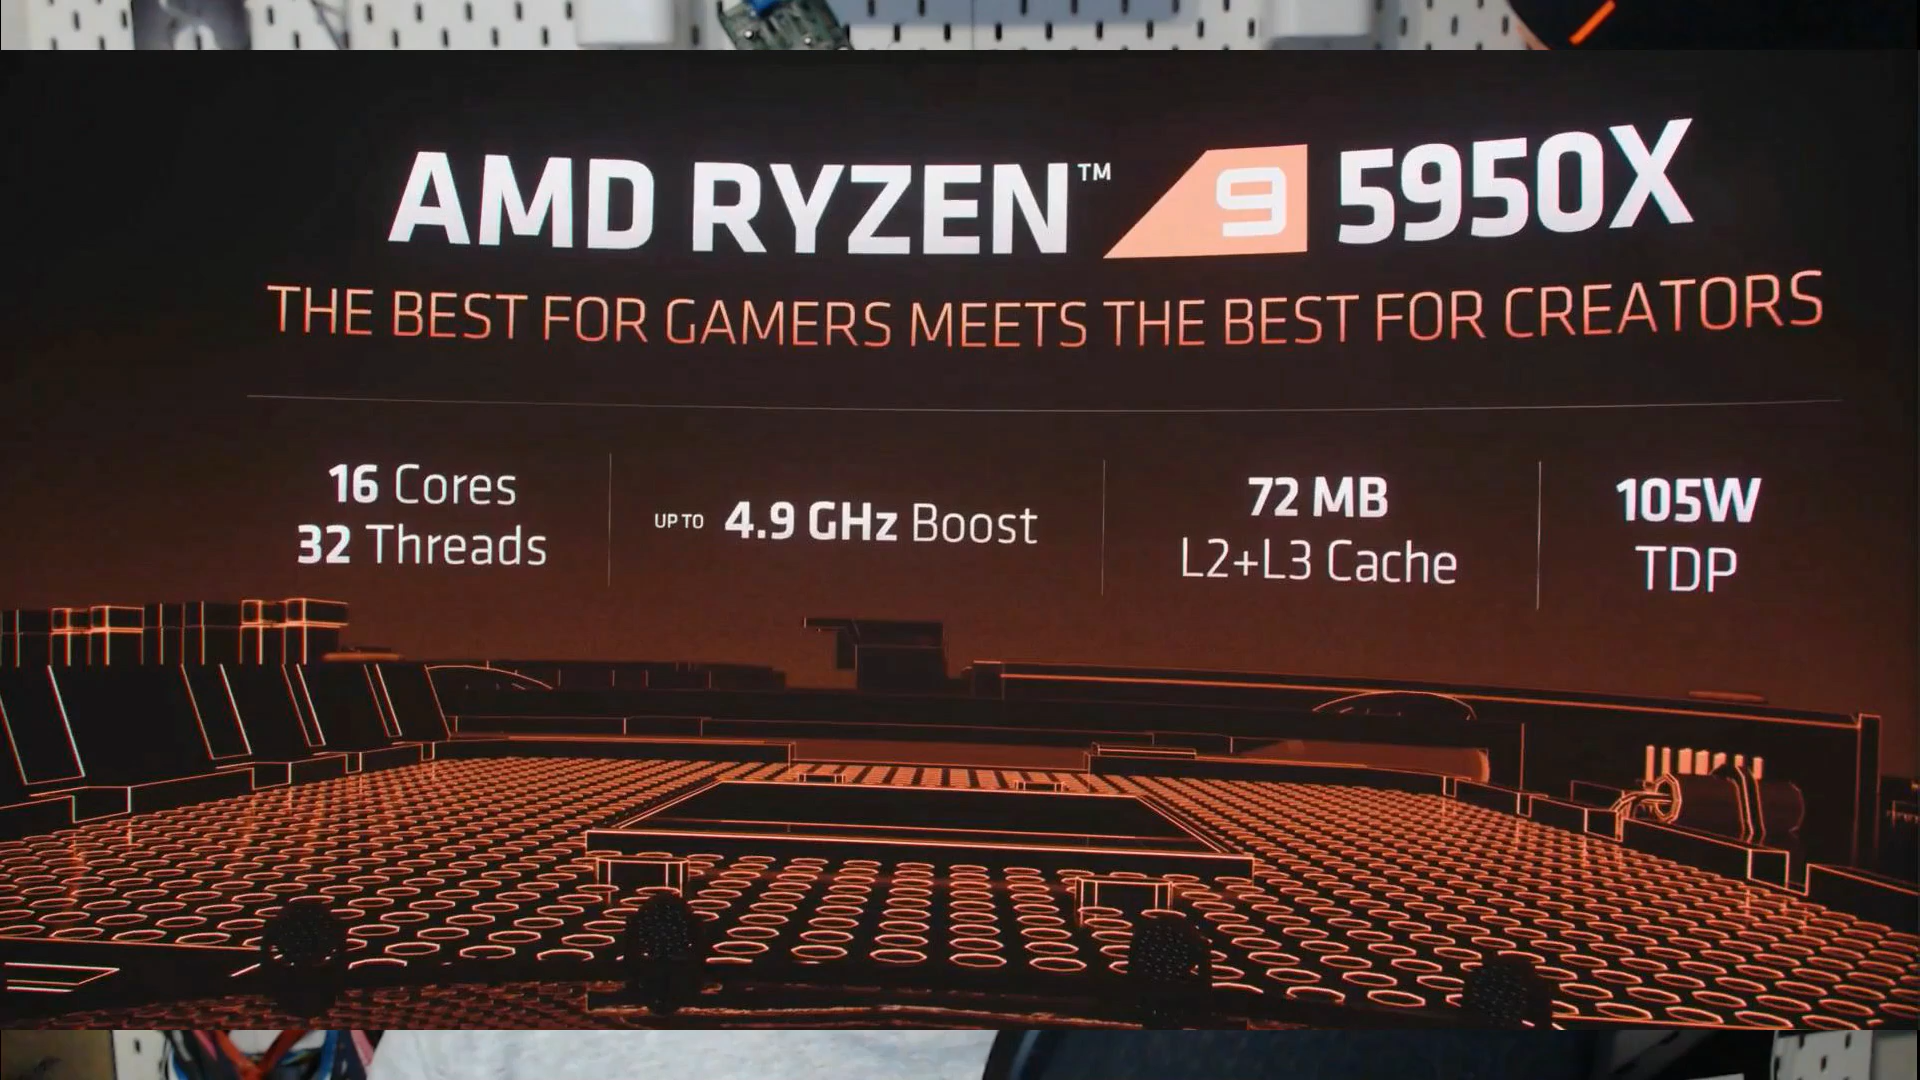 AMD RYZEN™ 9 5950X
THE BEST FOR GAMERS MEETS THE BEST FOR CREATORS
16 Cores
32 Threads
UP TO 4.9 GHz Boost
72 MB
L2+L3 Cache
105W
TDP